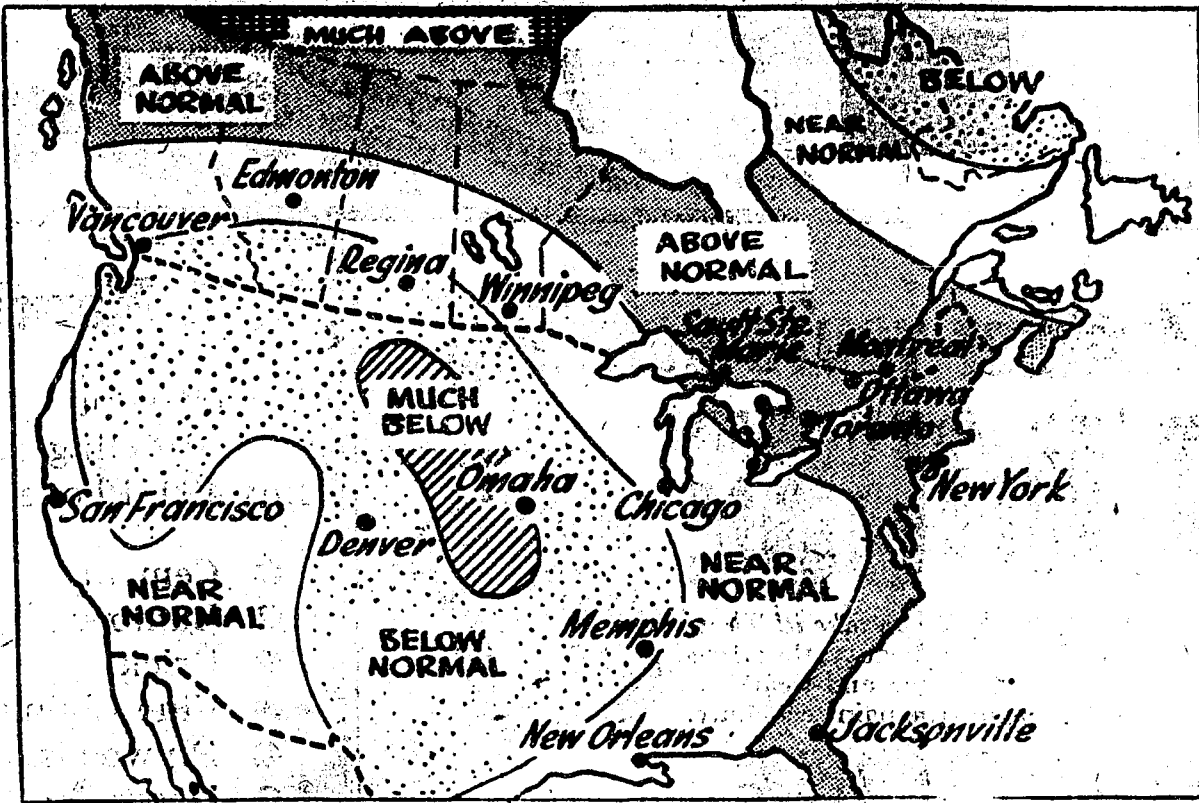 MUCH ABOVE
ABOVE
NORMAL
BELOW
NEAR
NORMAL
Edmonton
Vancouver
Regina
Winnipeg
ABOVE
NORMAL
Sault Ste
Marie
Montreal
Ottawa
Toronto
MUCH
BELOW
Omaha
New York
San Francisco
Chicago
Denver
NEAR
NORMAL
NEAR
NORMAL
Memphis
BELOW
NORMAL
New Orleans
Jacksonville